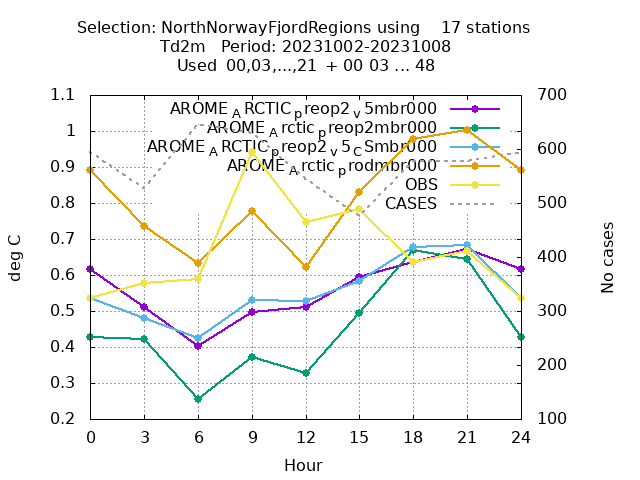 Selection: NorthNorwayFjordRegions using 17 stations
Td2m Period: 20231002-20231008
Used 00,03,...,21 + 00 03 ... 48
1.1
1
0.9
0.8
0.7
0.6
0.5
0.4
0.3
0.2
deg C
AROME_ARCTIC_preop2_v5mbr000
AROME_Arctic_preop2mbr000
AROME_ARCTIC_preop2_v5_CSmbr000
AROME_Arctic_prodmbr000
OBS
CASES
700
600
500
400
300
200
100
No cases
0 3 6 9 12 15 18 21 24
Hour